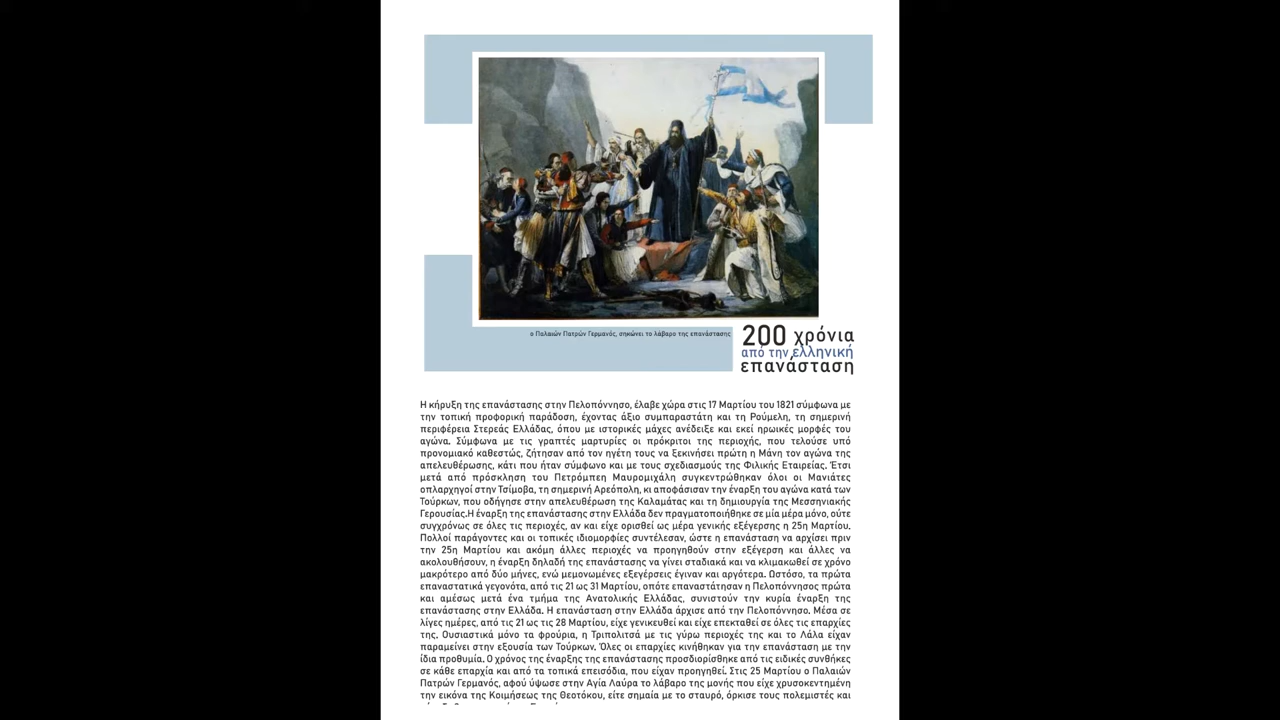 ο Παλαιών Πατρών Γερμανός, σηκώνει το λάβαρο της επανάστασης
200 χρόνια
από την ελληνική
επανάσταση
Η κήρυξη της επανάστασης στην Πελοπόννησο, έλαβε χώρα στις 17 Μαρτίου του 1821 σύμφωνα με
την τοπική προφορική παράδοση, έχοντας άξιο συμπαραστάτη και τη Ρούμελη, τη σημερινή
περιφέρεια Στερεάς Ελλάδας, όπου με ιστορικές μάχες ανέδειξε και εκεί ηρωικές μορφές του
αγώνα. Σύμφωνα με τις γραπτές μαρτυρίες οι πρόκριτοι της περιοχής, που τελούσε υπό
προνομιακό καθεστώς, ζήτησαν από τον ηγέτη τους να ξεκινήσει πρώτη η Μάνη τον αγώνα της
απελευθέρωσης, κάτι που ήταν σύμφωνο και με τους σχεδιασμούς της Φιλικής Εταιρείας. Έτσι
μετά από πρόσκληση του Πετρόμπεη Μαυρομιχάλη συγκεντρώθηκαν όλοι οι Μανιάτες
οπλαρχηγοί στην Τσίμοβα, τη σημερινή Αρεόπολη, κι αποφάσισαν την έναρξη του αγώνα κατά των
Τούρκων, που οδήγησε στην απελευθέρωση της Καλαμάτας και τη δημιουργία της Μεσσηνιακής
Γερουσίας.Η έναρξη της επανάστασης στην Ελλάδα δεν πραγματοποιήθηκε σε μία μέρα μόνο, ούτε
συγχρόνως σε όλες τις περιοχές, αν και είχε ορισθεί ως μέρα γενικής εξέγερσης η 25η Μαρτίου.
Πολλοί παράγοντες και οι τοπικές ιδιομορφίες συντέλεσαν, ώστε η επανάσταση να αρχίσει πριν
την 25η Μαρτίου και ακόμη άλλες περιοχές να προηγηθούν στην εξέγερση και άλλες να
ακολουθήσουν, η έναρξη δηλαδή της επανάστασης να γίνει σταδιακά και να κλιμακωθεί σε χρόνο
μακρότερο από δύο μήνες, ενώ μεμονωμένες εξεγέρσεις έγιναν και αργότερα. Ωστόσο, τα πρώτα
επαναστατικά γεγονότα, από τις 21 ως 31 Μαρτίου, οπότε επαναστάτησαν η Πελοπόννησος πρώτα
και αμέσως μετά ένα τμήμα της Ανατολικής Ελλάδας, συνιστούν την κυρία έναρξη της
επανάστασης στην Ελλάδα. Η επανάσταση στην Ελλάδα άρχισε από την Πελοπόννησο. Μέσα σε
λίγες ημέρες, από τις 21 ως τις 28 Μαρτίου, είχε γενικευθεί και είχε επεκταθεί σε όλες τις επαρχίες
της. Ουσιαστικά μόνο τα φρούρια, η Τριπολιτσά με τις γύρω περιοχές της και το Λάλα είχαν
παραμείνει στην εξουσία των Τούρκων. Όλες οι επαρχίες κινήθηκαν για την επανάσταση με την
ίδια προθυμία. Ο χρόνος της έναρξης της επανάστασης προσδιορίσθηκε από τις ειδικές συνθήκες
σε κάθε επαρχία και από τα τοπικά επεισόδια, που είχαν προηγηθεί. Στις 25 Μαρτίου ο Παλαιών
Πατρών Γερμανός, αφού ύψωσε στην Αγία Λαύρα το λάβαρο της μονής που είχε χρυσοκεντημένη
την εικόνα της Κοιμήσεως της Θεοτόκου, είτε σημαία με το σταυρό, όρκισε τους πολεμιστές και